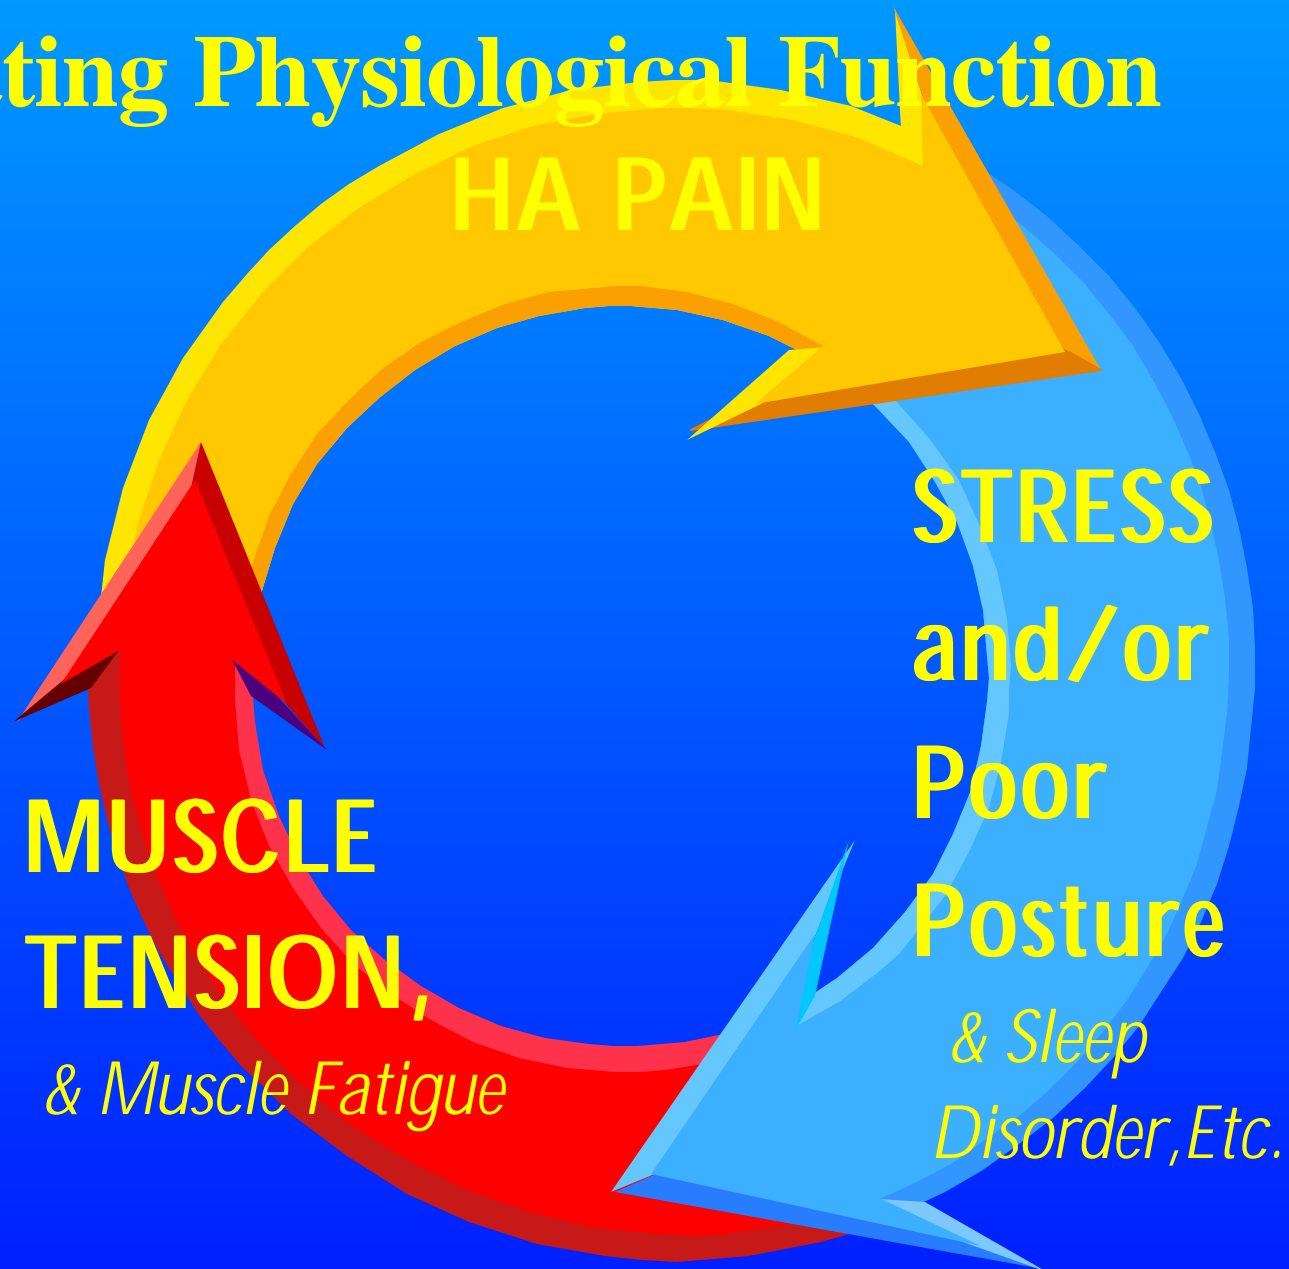 ting Physiological Function
HA PAIN
STRESS
and/or
Poor
Posture
& Sleep
Disorder,Etc.
MUSCLE
TENSION,
& Muscle Fatigue